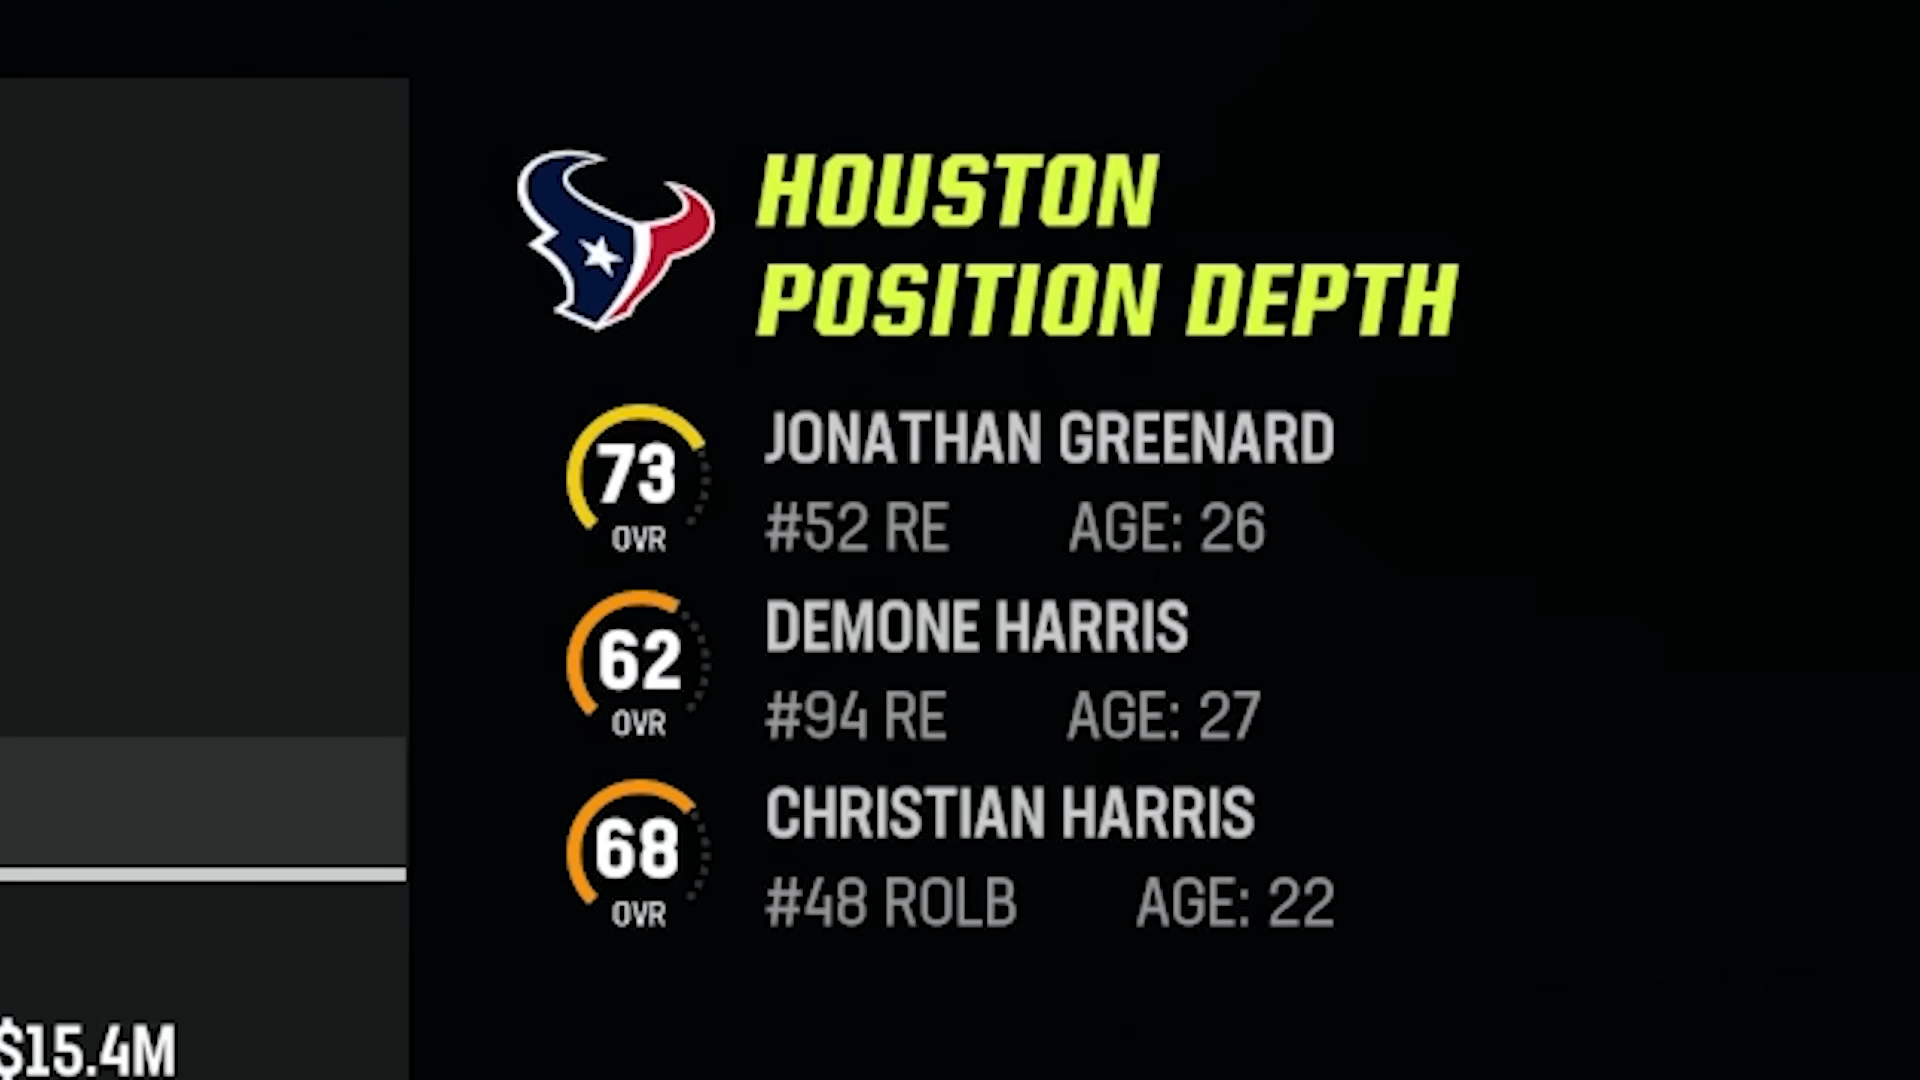 HOUSTON
POSITION DEPTH
73
OVR
JONATHAN GREENARD
#52 RE AGE: 26
62
OVR
DEMONE HARRIS
#94 RE AGE: 27
68
OVR
CHRISTIAN HARRIS
#48 ROLB AGE: 22
$15.4M